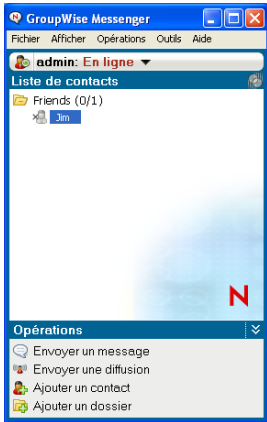 GroupWise Messenger
Fichier Afficher Opérations Outils Aide
admin: En ligne
Liste de contacts
Friends (0/1)
Jim
N
Opérations
Envoyer un message
Envoyer une diffusion
Ajouter un contact
Ajouter un dossier